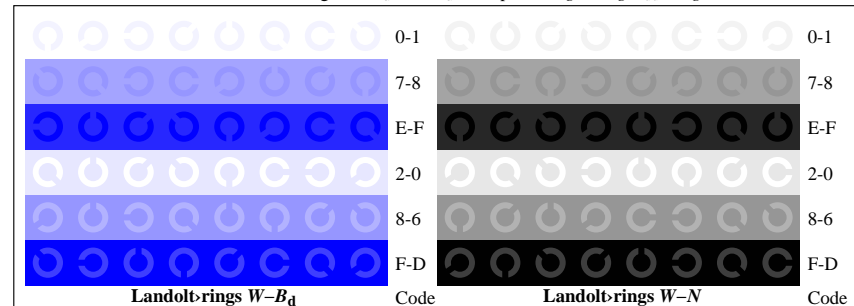 0-1 0-1
7-8 7-8
E-F E-F
2-0 2-0
8-6 8-6
F-D F-D
Landolt›rings W–Bd Code Landolt›rings W–N Code